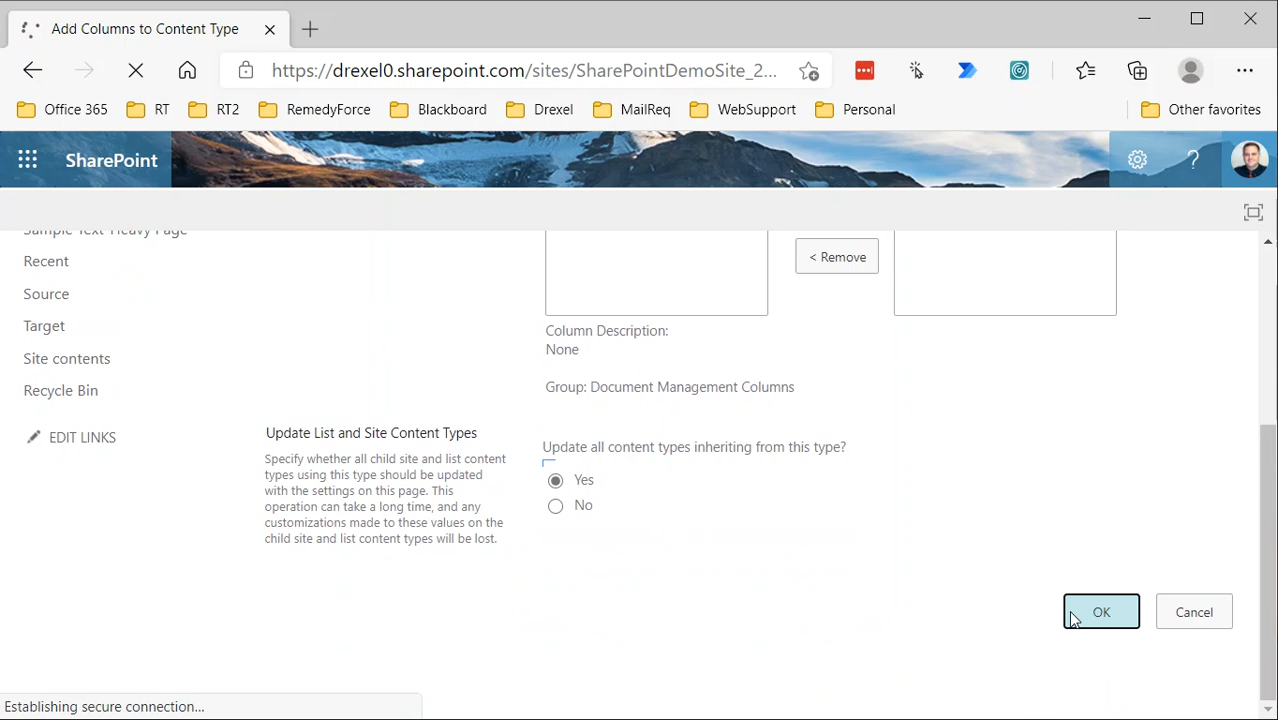 Add Columns to Content Type
https://drexel0.sharepoint.com/sites/SharePointDemoSite_2...
Office 365 RT RT2 RemedyForce Blackboard Drexel MailReq WebSupport Personal Other favorites
SharePoint
Sample Text-Heavy Page
Recent
Source
Target
Site contents
Recycle Bin
EDIT LINKS
< Remove
Column Description:
None
Group: Document Management Columns
Update List and Site Content Types
Specify whether all child site and list content
types using this type should be updated
with the settings on this page. This
operation can take a long time, and any
customizations made to these values on the
child site and list content types will be lost.
Update all content types inheriting from this type?
Yes
No
OK Cancel
Establishing secure connection...